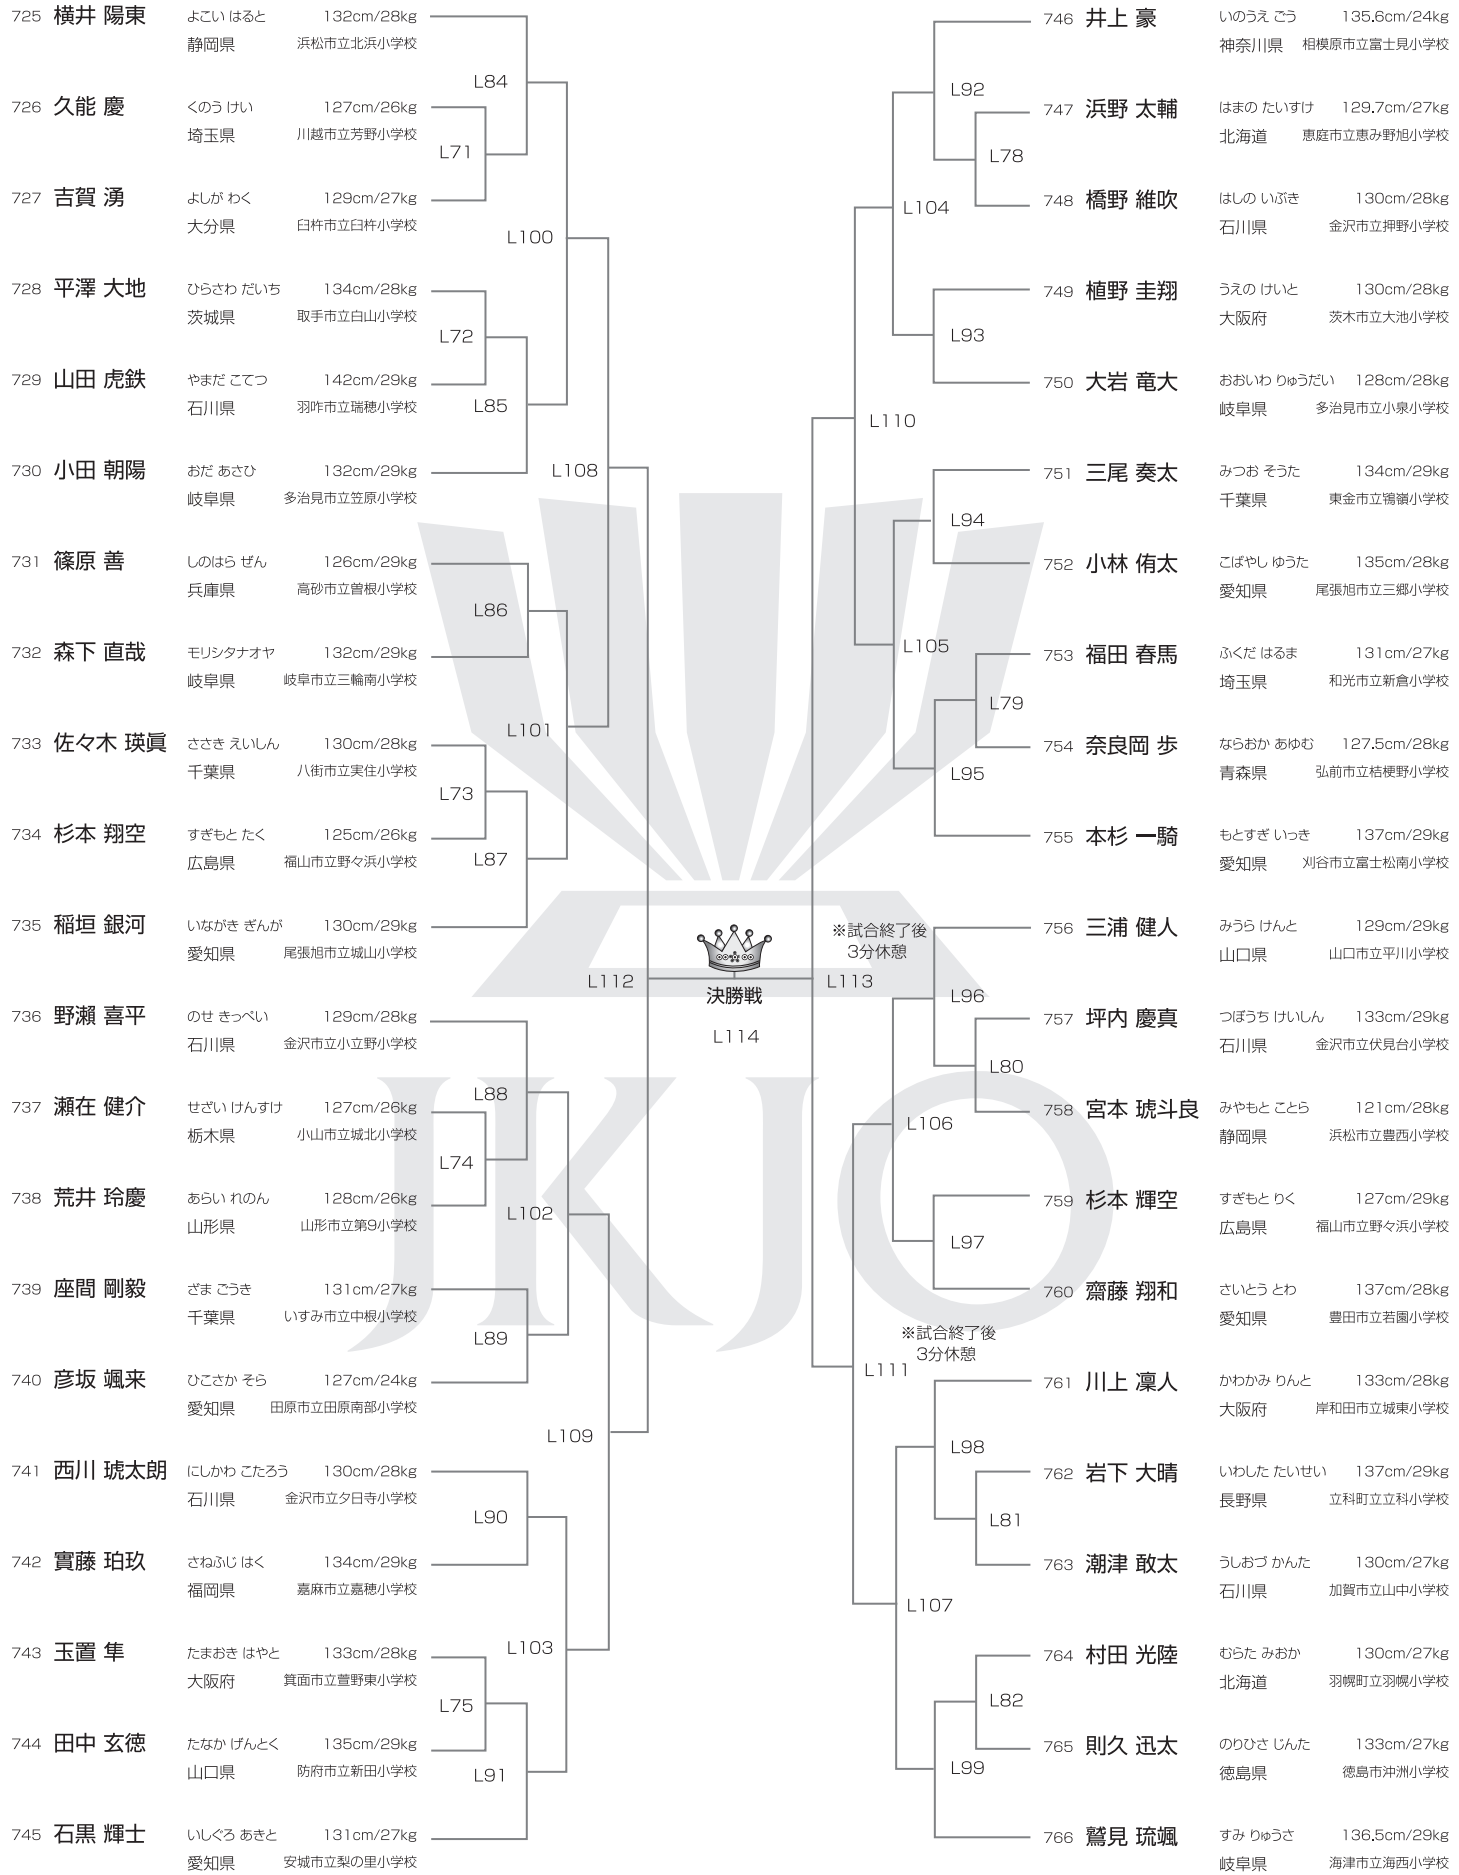 725 横井 陽東 よこい はると 132cm/28kg
静岡県 浜松市立北浜小学校
L84
726 久能 慶 くのう けい 127cm/26kg
埼玉県 川越市立芳野小学校
L71
727 吉賀 湧 よしが わく 129cm/27kg
大分県 臼杵市立臼杵小学校
L100
728 平澤 大地 ひらさわ だいち 134cm/28kg
茨城県 取手市立白山小学校
L72
729 山田 虎鉄 やまだ こてつ 142cm/29kg
石川県 羽咋市立瑞穂小学校
L85
730 小田 朝陽 おだ あさひ 132cm/29kg
岐阜県 多治見市立笠原小学校
L108
731 篠原 善 しのはら ぜん 126cm/29kg
兵庫県 高砂市立曽根小学校
L86
732 森下 直哉 モリシタナオヤ 132cm/29kg
岐阜県 岐阜市立三輪南小学校
L101
733 佐々木 瑛眞 ささき えいしん 130cm/28kg
千葉県 八街市立実住小学校
L73
734 杉本 翔空 すぎもと たく 125cm/26kg
広島県 福山市立野々浜小学校
L87
735 稲垣 銀河 いながき ぎんが 130cm/29kg
愛知県 尾張旭市立城山小学校
L112
736 野瀬 喜平 のせ きっぺい 129cm/28kg
石川県 金沢市立小立野小学校
L88
737 瀬在 健介 せざい けんすけ 127cm/26kg
栃木県 小山市立城北小学校
L74
738 荒井 玲慶 あらい れのん 128cm/26kg
山形県 山形市立第9小学校
L102
739 座間 剛毅 ざま ごうき 131cm/27kg
千葉県 いすみ市立中根小学校
L89
740 彦坂 颯来 ひこさか そら 127cm/24kg
愛知県 田原市立田原南部小学校
L109
741 西川 琥太朗 にしかわ こたろう 130cm/28kg
石川県 金沢市立夕日寺小学校
L90
742 實藤 珀玖 さねふじ はく 134cm/29kg
福岡県 嘉麻市立嘉穂小学校
L103
743 玉置 隼 たまおき はやと 133cm/28kg
大阪府 箕面市立萱野東小学校
L75
744 田中 玄徳 たなか げんとく 135cm/29kg
山口県 防府市立新田小学校
L91
745 石黒 輝士 いしぐろ あきと 131cm/27kg
愛知県 安城市立梨の里小学校
決勝戦
L114
JKJO
746 井上 豪 いのうえ ごう 135.6cm/24kg
神奈川県 相模原市立富士見小学校
L92
747 浜野 太輔 はまの たいすけ 129.7cm/27kg
北海道 恵庭市立恵み野旭小学校
L78
748 橋野 維吹 はしの いぶき 130cm/28kg
石川県 金沢市立押野小学校
L104
749 植野 圭翔 うえの けいと 130cm/28kg
大阪府 茨木市立大池小学校
L93
750 大岩 竜大 おおいわ りゅうだい 128cm/28kg
岐阜県 多治見市立小泉小学校
L110
751 三尾 奏太 みつお そうた 134cm/29kg
千葉県 東金市立鴇嶺小学校
L94
752 小林 侑太 こばやし ゆうた 135cm/28kg
愛知県 尾張旭市立三郷小学校
L105
753 福田 春馬 ふくだ はるま 131cm/27kg
埼玉県 和光市立新倉小学校
L79
754 奈良岡 歩 ならおか あゆむ 127.5cm/28kg
青森県 弘前市立桔梗野小学校
L95
755 本杉 一騎 もとすぎ いっき 137cm/29kg
愛知県 刈谷市立富士松南小学校
※試合終了後
3分休憩
L113
756 三浦 健人 みうら けんと 129cm/29kg
山口県 山口市立平川小学校
L96
757 坪内 慶真 つぼうち けいしん 133cm/29kg
石川県 金沢市立伏見台小学校
L80
758 宮本 琥斗良 みやもと ことら 121cm/28kg
静岡県 浜松市立豊西小学校
L106
759 杉本 輝空 すぎもと りく 127cm/29kg
広島県 福山市立野々浜小学校
L97
760 齋藤 翔和 さいとう とわ 137cm/28kg
愛知県 豊田市立若園小学校
※試合終了後
3分休憩
L111
761 川上 凜人 かわかみ りんと 133cm/28kg
大阪府 岸和田市立城東小学校
L98
762 岩下 大晴 いわした たいせい 137cm/29kg
長野県 立科町立立科小学校
L81
763 潮津 敢太 うしおづ かんた 130cm/27kg
石川県 加賀市立山中小学校
L107
764 村田 光陸 むらた みおか 130cm/27kg
北海道 羽幌町立羽幌小学校
L82
765 則久 迅太 のりひさ じんた 133cm/27kg
徳島県 徳島市沖洲小学校
L99
766 鷲見 琉颯 すみ りゅうさ 136.5cm/29kg
岐阜県 海津市立海西小学校